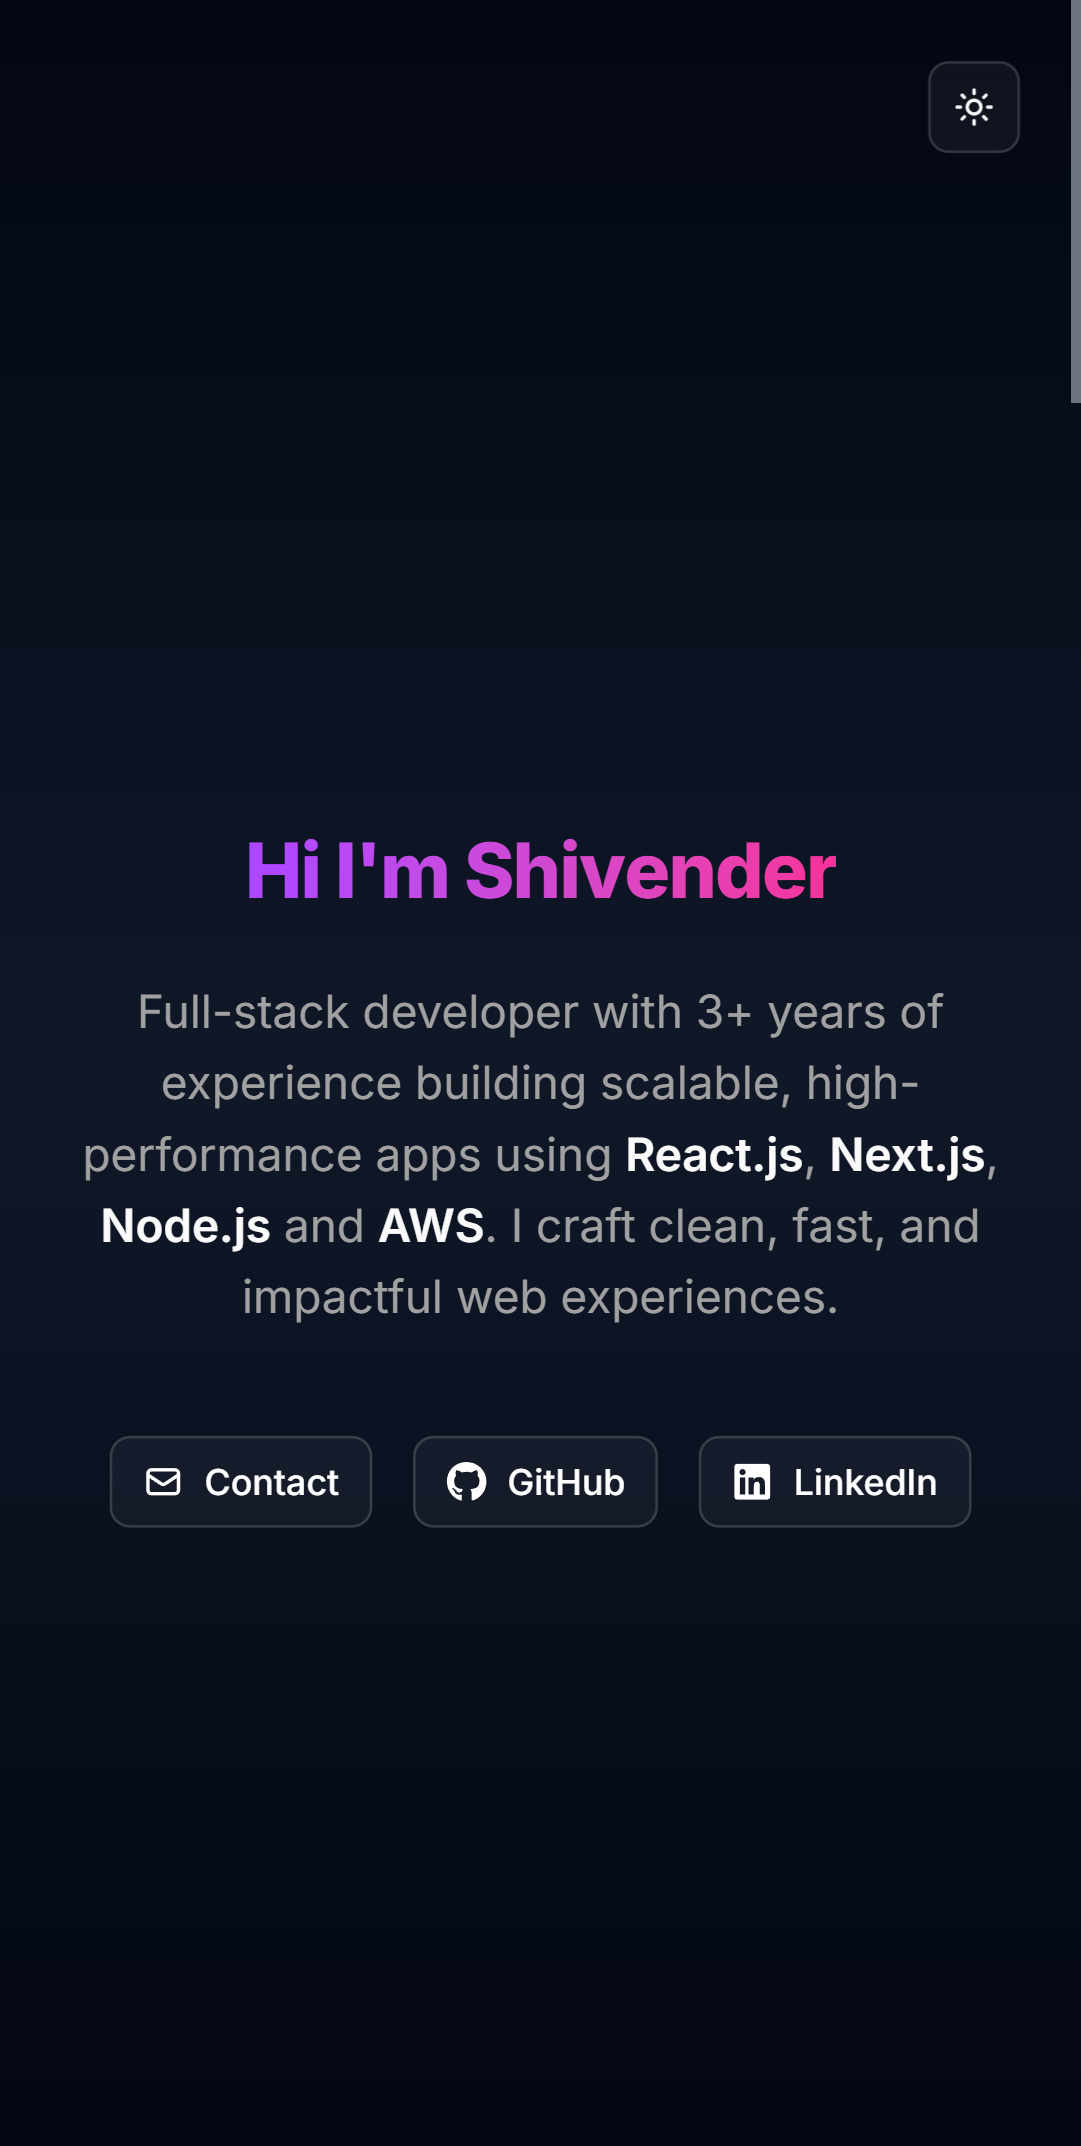 Hi I'm Shivender
Full-stack developer with 3+ years of
experience building scalable, high-
performance apps using React.js, Next.js,
Node.js and AWS. I craft clean, fast, and
impactful web experiences.
Contact GitHub LinkedIn